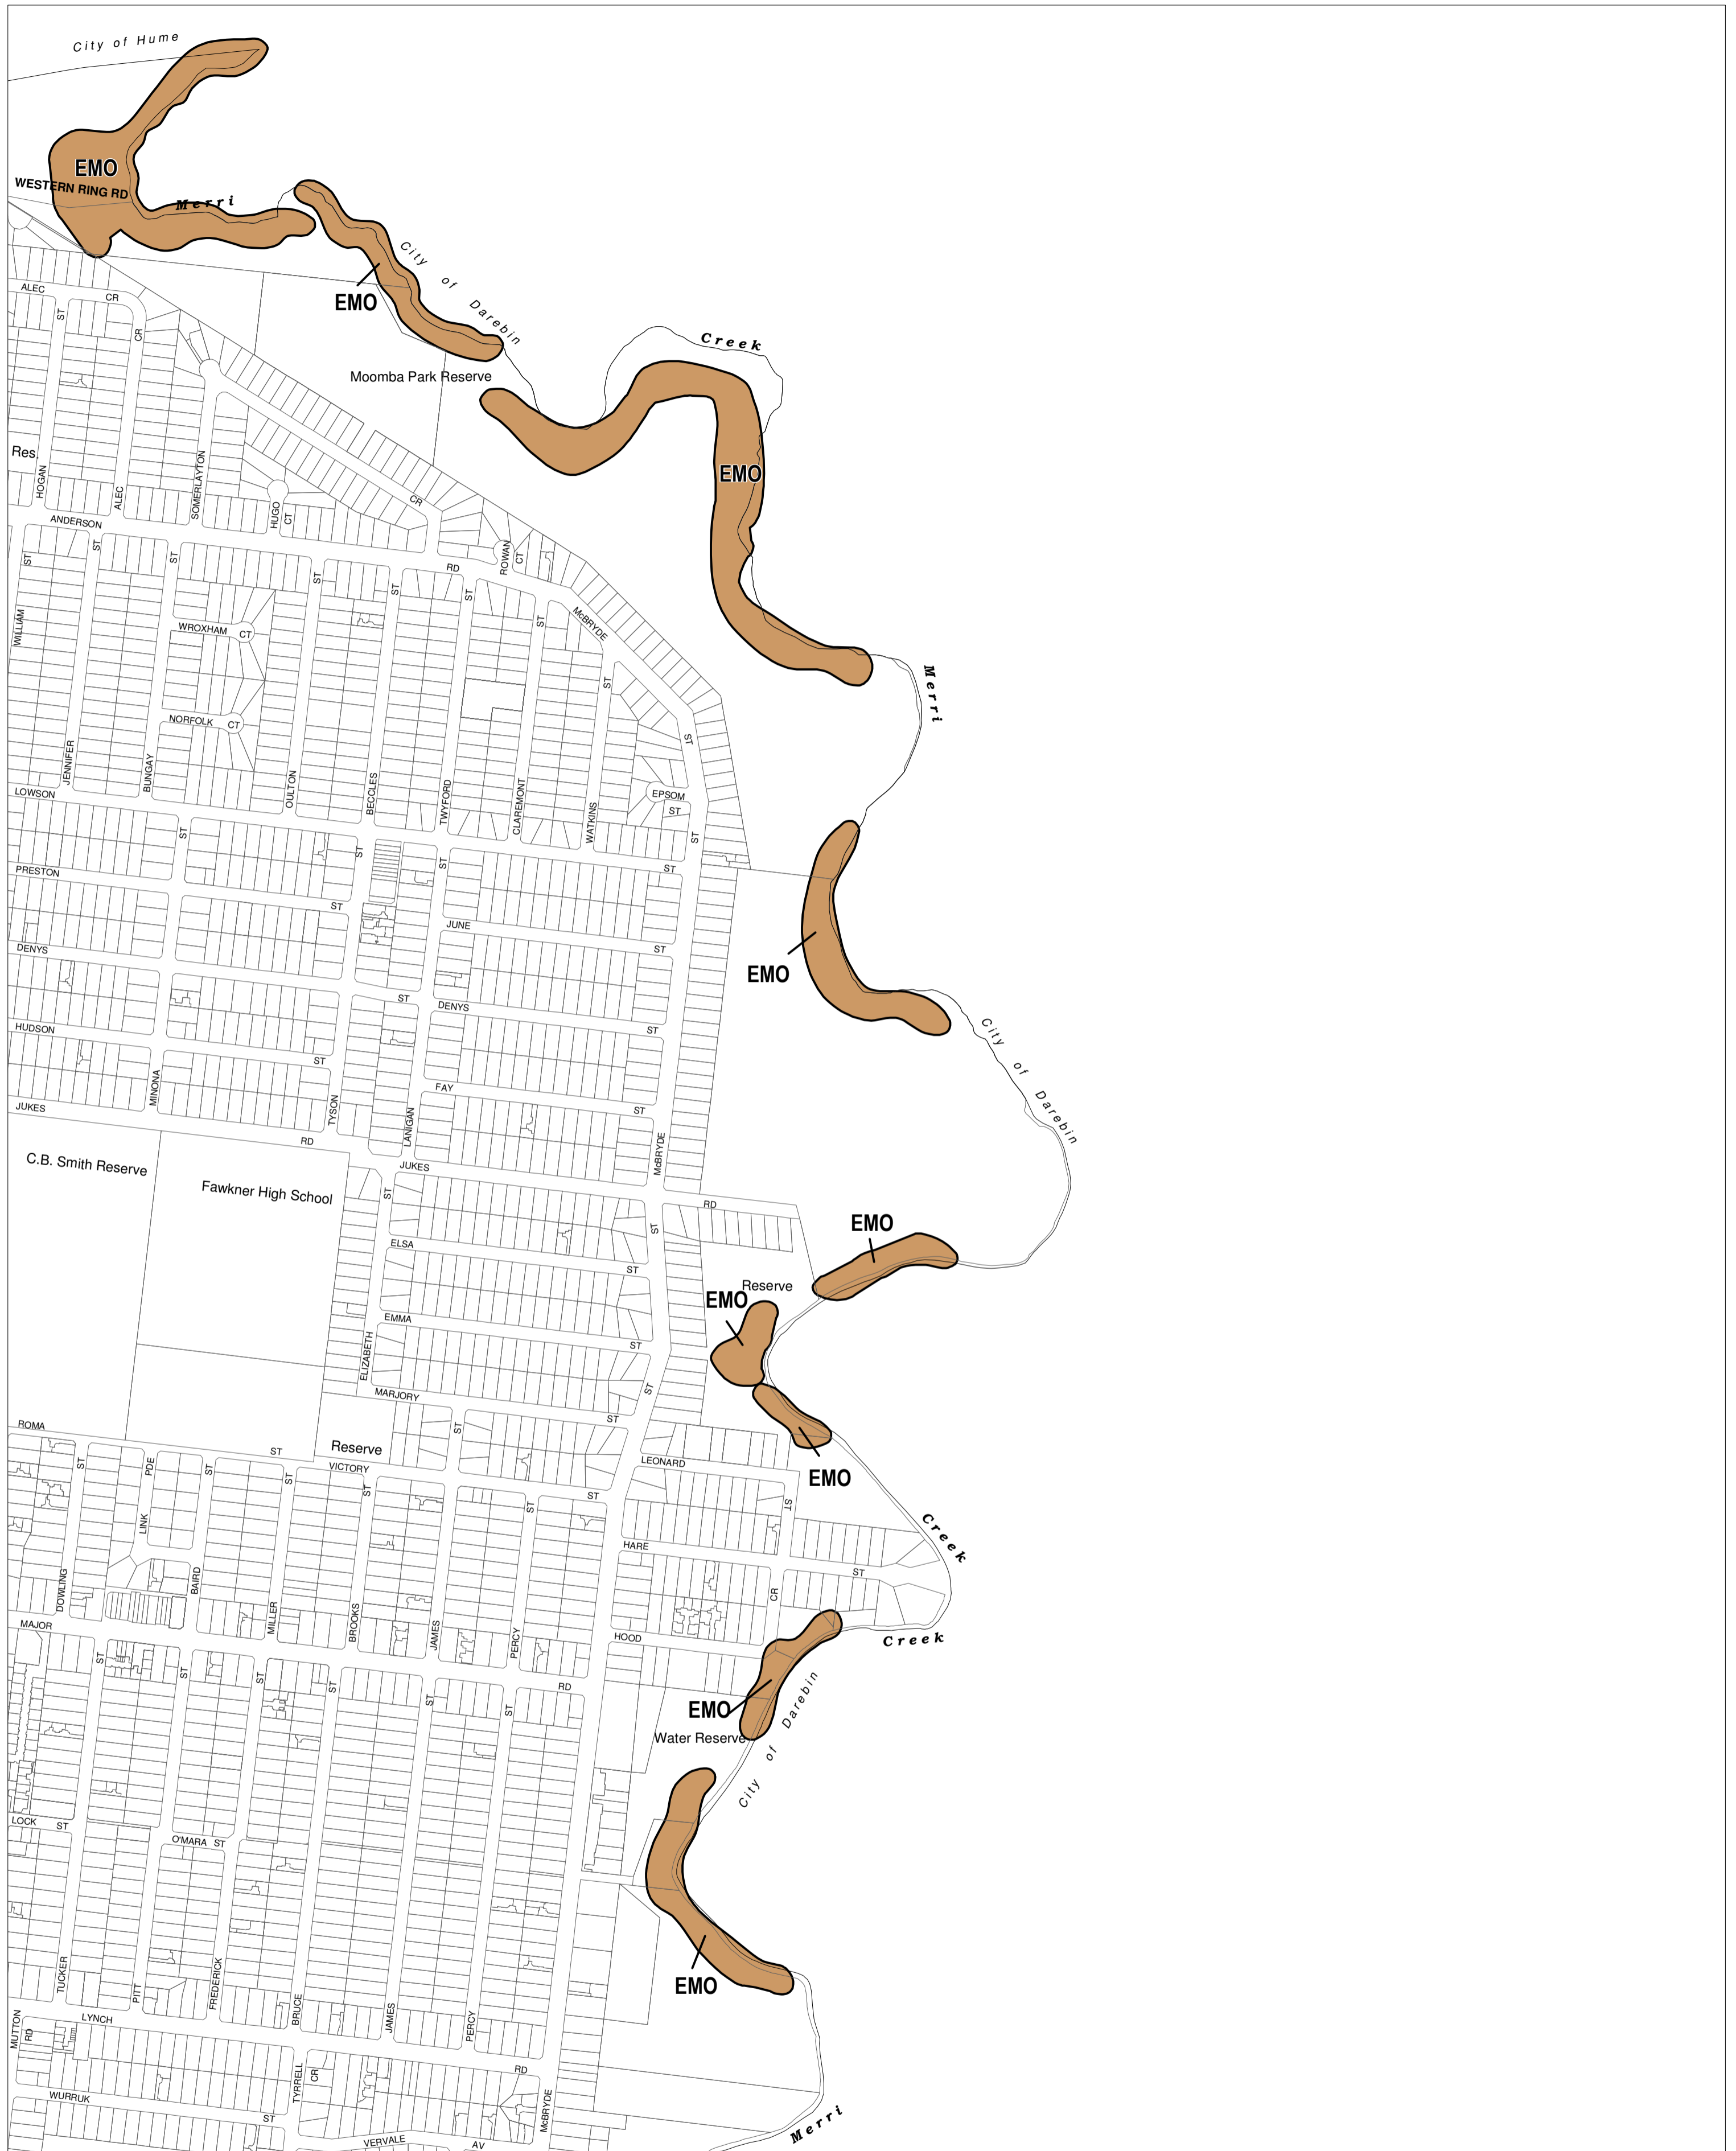 City of Hume
EMO
WESTERN RING RD
Merri
City of Darebin
EMO
Creek
Moomba Park Reserve
ALEC
CR
ST
CR
Res.
HOGAN
ALEC
SOMERLAYTON
HUGO
CT
CR
EMO
ANDERSON
ST
ST
ST
ST
ST
RD
ROWAN
CT
ST
ST
McBRYDE
WILLIAM
WROXHAM CT
NORFOLK CT
ST
Merri
ST
JENNIFER
BUNGAY
OULTON
BECCLES
TWYFORD
CLAREMONT
WATKINS
EPSOM
ST
LOWSON
ST
ST
ST
ST
ST
PRESTON
ST
JUNE
ST
DENYS
EMO
ST
DENYS
ST
HUDSON
ST
City of Darebin
MINONA
TYSON
LANIGAN
FAY
ST
JUKES
RD
McBRYDE
C.B. Smith Reserve
Fawkner High School
JUKES
ST
RD
ST
EMO
ELSA
ST
Reserve
EMO
EMMA
ST
ELIZABETH
MARJORY
ST
ST
ROMA
ST
Reserve
ST
VICTORY
ST
LEONARD
EMO
ST
PDE
ST
ST
ST
ST
ST
LINK
HARE
ST
Creek
DOWLING
BAIRD
MILLER
BROOKS
JAMES
PERCY
CR
MAJOR
HOOD
Creek
ST
ST
ST
ST
ST
ST
RD
EMO
Water Reserve
City of Darebin
LOCK
ST
O'MARA ST
EMO
TUCKER
PITT
FREDERICK
BRUCE
JAMES
PERCY
MUTTON
RD
LYNCH
RD
TYRRELL
CR
McBRYDE
WURRUK
ST
VERVALE
AV
Merri